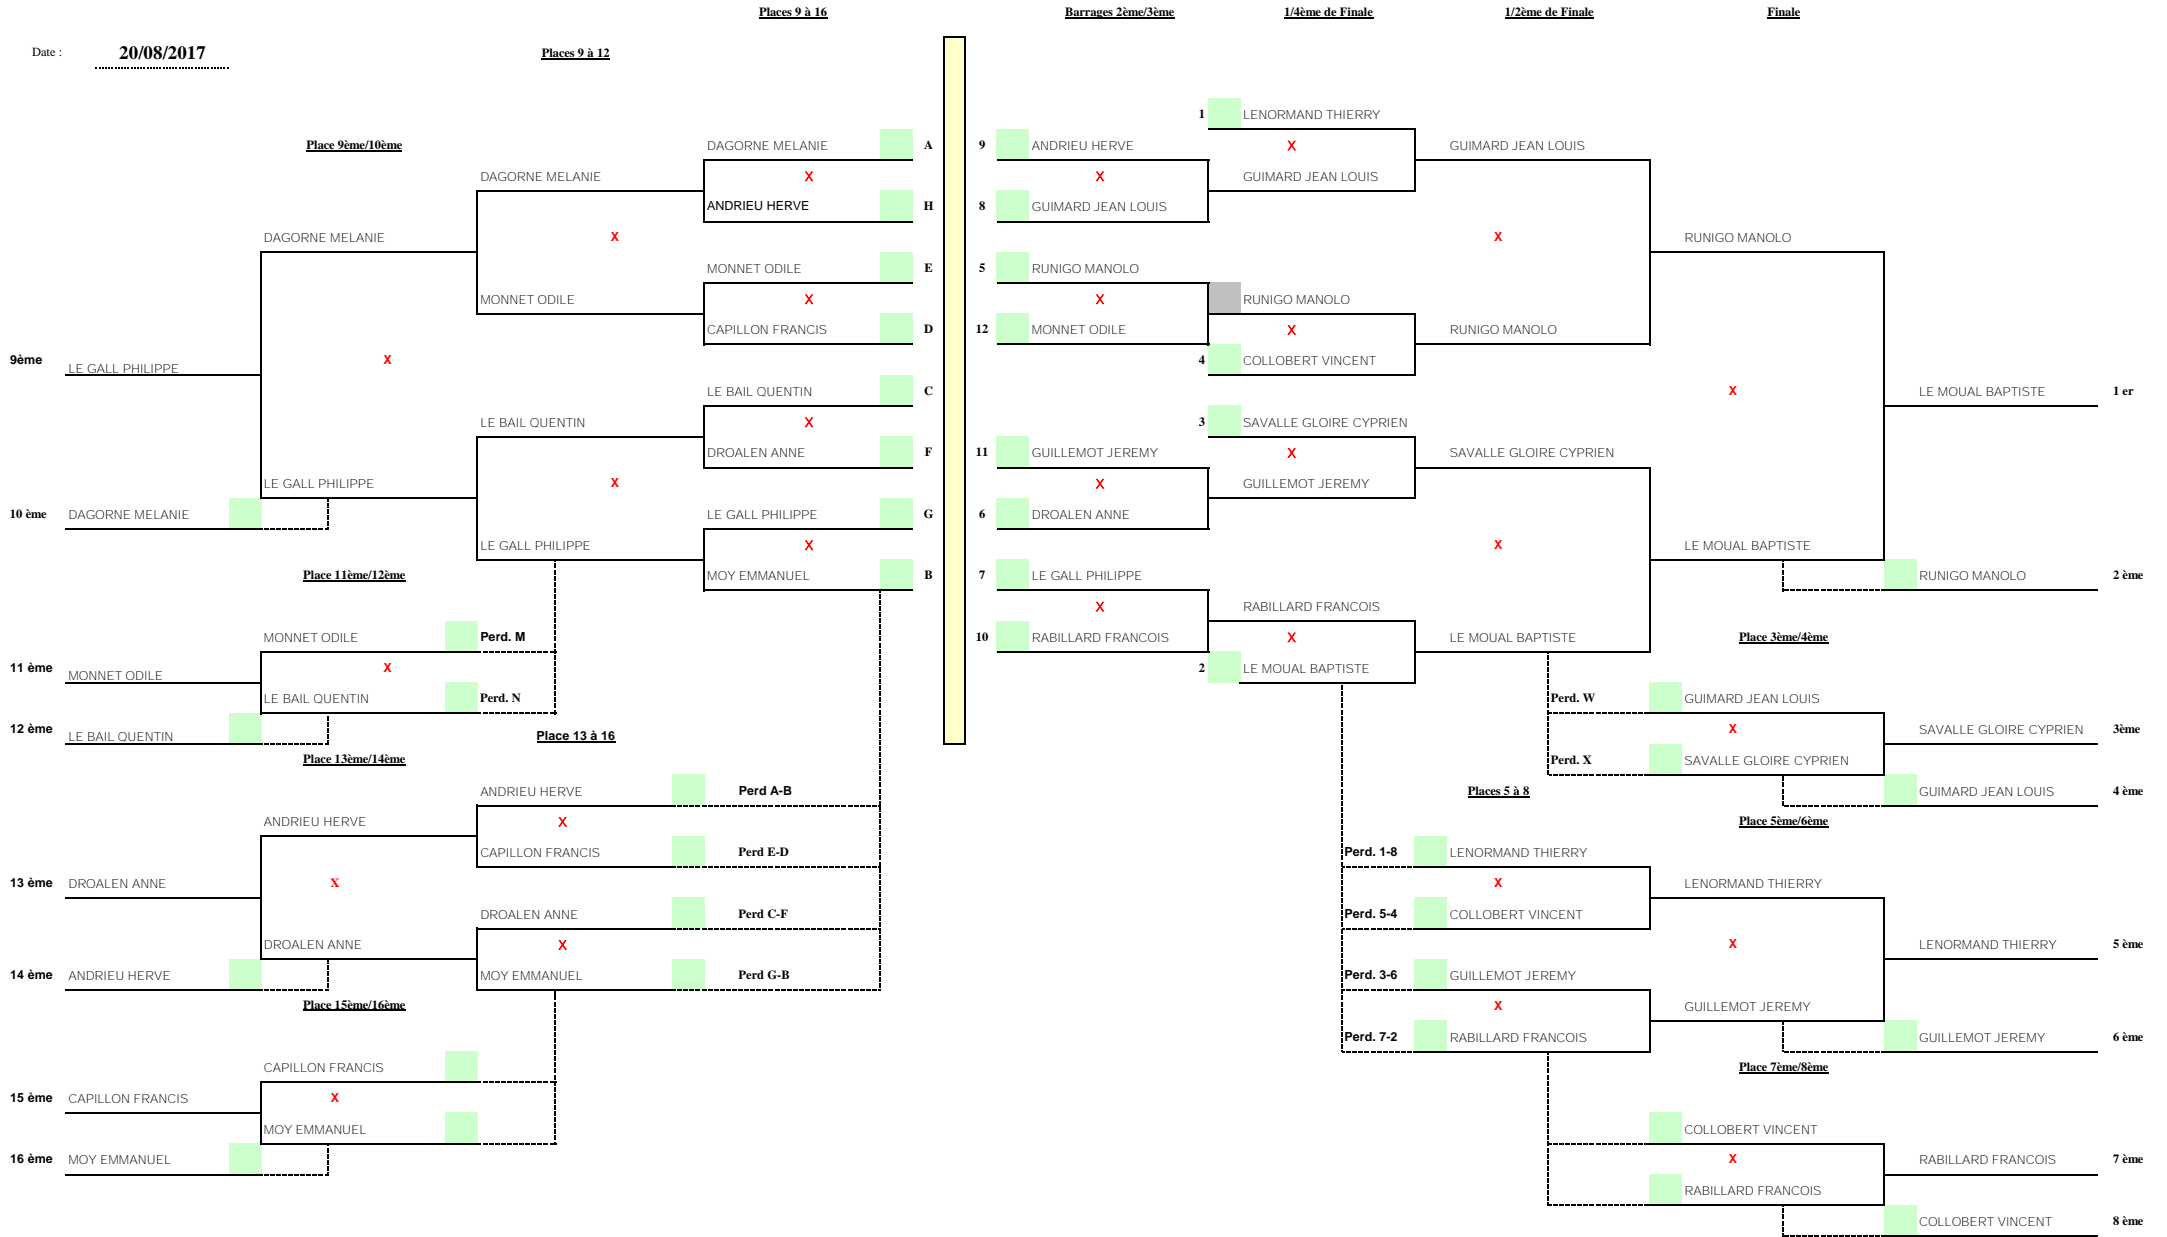 Places 9 à 16
Barrages 2ème/3ème
1/4ème de Finale
1/2ème de Finale
Finale
Date :
20/08/2017
Places 9 à 12
1
LENORMAND THIERRY
Place 9ème/10ème
DAGORNE MELANIE
A
9
ANDRIEU HERVE
X
GUIMARD JEAN LOUIS
DAGORNE MELANIE
X
X
GUIMARD JEAN LOUIS
ANDRIEU HERVE
H
8
GUIMARD JEAN LOUIS
DAGORNE MELANIE
X
X
RUNIGO MANOLO
MONNET ODILE
E
5
RUNIGO MANOLO
MONNET ODILE
X
X
RUNIGO MANOLO
CAPILLON FRANCIS
D
12
MONNET ODILE
X
RUNIGO MANOLO
9ème
LE GALL PHILIPPE
X
4
COLLOBERT VINCENT
LE BAIL QUENTIN
C
X
LE MOUAL BAPTISTE
1 er
LE BAIL QUENTIN
X
3
SAVALLE GLOIRE CYPRIEN
DROALEN ANNE
F
11
GUILLEMOT JEREMY
X
SAVALLE GLOIRE CYPRIEN
LE GALL PHILIPPE
X
X
GUILLEMOT JEREMY
10 ème
DAGORNE MELANIE
LE GALL PHILIPPE
G
6
DROALEN ANNE
LE GALL PHILIPPE
X
X
LE MOUAL BAPTISTE
Place 11ème/12ème
MOY EMMANUEL
B
7
LE GALL PHILIPPE
RUNIGO MANOLO
2 ème
X
RABILLARD FRANCOIS
MONNET ODILE
Perd. M
10
RABILLARD FRANCOIS
X
LE MOUAL BAPTISTE
Place 3ème/4ème
11 ème
MONNET ODILE
X
2
LE MOUAL BAPTISTE
LE BAIL QUENTIN
Perd. N
Perd. W
GUIMARD JEAN LOUIS
12 ème
LE BAIL QUENTIN
Place 13 à 16
X
SAVALLE GLOIRE CYPRIEN
3ème
Place 13ème/14ème
Perd. X
SAVALLE GLOIRE CYPRIEN
ANDRIEU HERVE
Perd A-B
Places 5 à 8
GUIMARD JEAN LOUIS
4 ème
ANDRIEU HERVE
X
Place 5ème/6ème
CAPILLON FRANCIS
Perd E-D
Perd. 1-8
LENORMAND THIERRY
13 ème
DROALEN ANNE
X
X
LENORMAND THIERRY
DROALEN ANNE
Perd C-F
Perd. 5-4
COLLOBERT VINCENT
DROALEN ANNE
X
X
LENORMAND THIERRY
5 ème
14 ème
ANDRIEU HERVE
MOY EMMANUEL
Perd G-B
Perd. 3-6
GUILLEMOT JEREMY
Place 15ème/16ème
X
GUILLEMOT JEREMY
Perd. 7-2
RABILLARD FRANCOIS
GUILLEMOT JEREMY
6 ème
CAPILLON FRANCIS
Place 7ème/8ème
15 ème
CAPILLON FRANCIS
X
MOY EMMANUEL
COLLOBERT VINCENT
16 ème
MOY EMMANUEL
X
RABILLARD FRANCOIS
7 ème
RABILLARD FRANCOIS
COLLOBERT VINCENT
8 ème